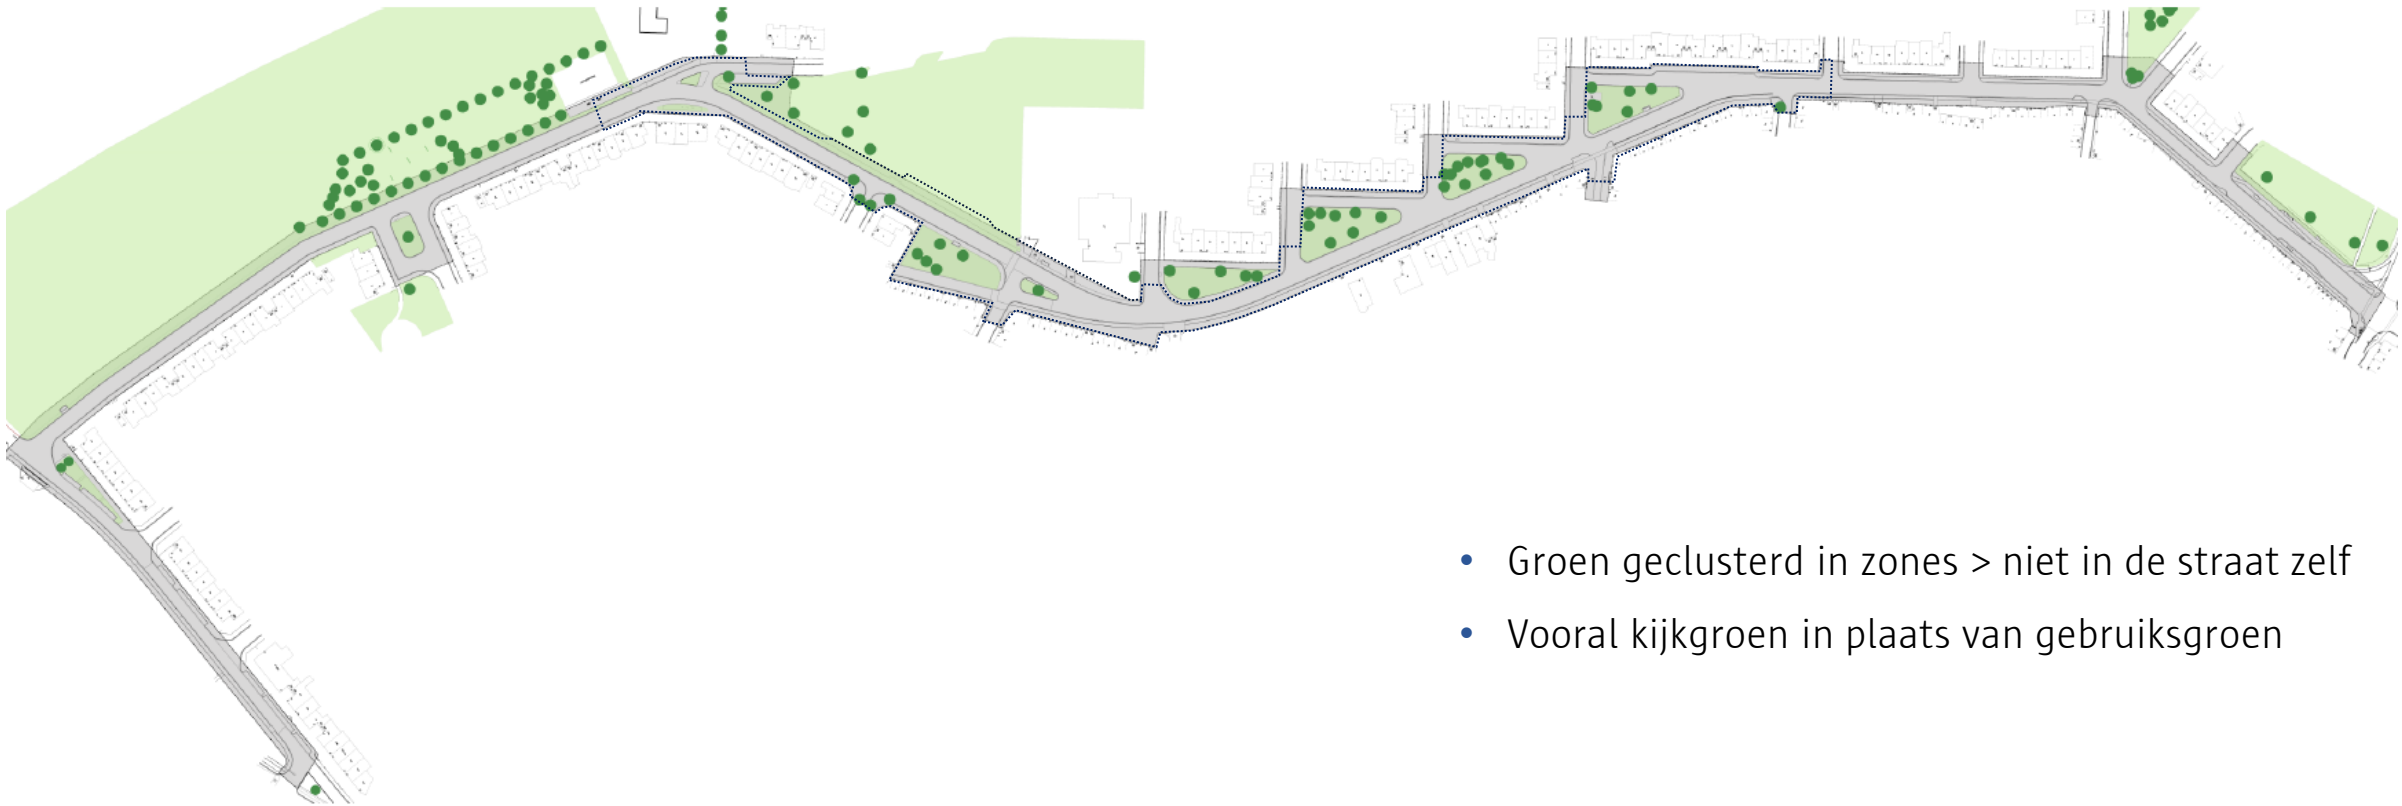 • Groen geclusterd in zones > niet in de straat zelf
• Vooral kijkgroen in plaats van gebruiksgroen